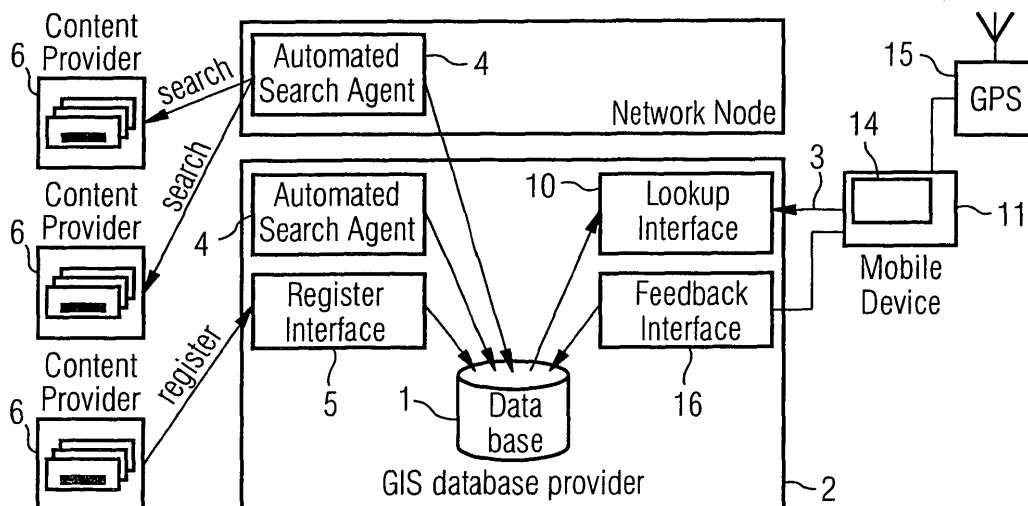 Content
Provider
6
search
Automated
Search Agent
4
Network Node
15
GPS
Content
Provider
6
search
Automated
Search Agent
4
10
Lookup
Interface
3
14
11
Mobile
Device
Register
Interface
5
Feedback
Interface
16
register
Content
Provider
6
1
Data
base
GIS database provider
2